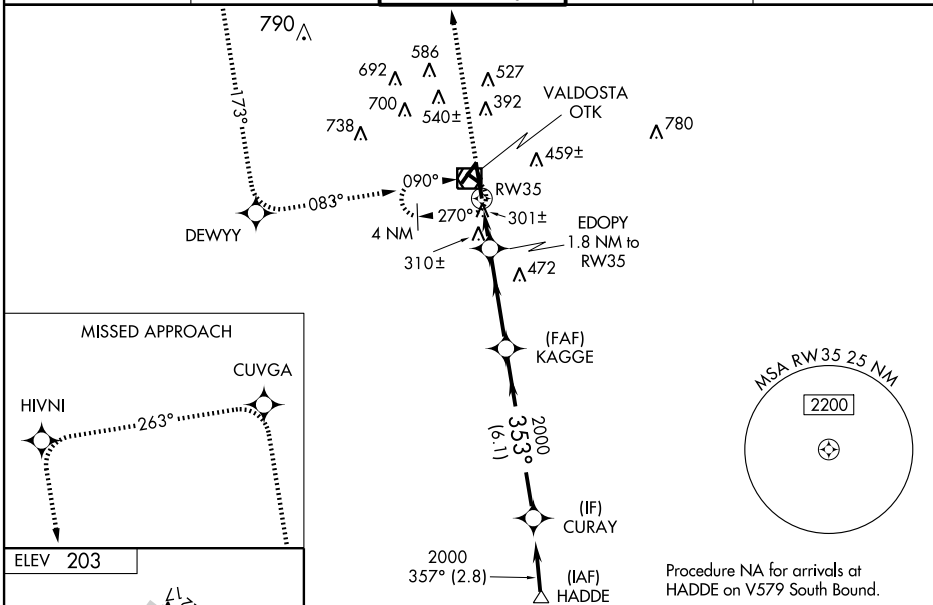 790
586
692
527
700
540±
392
738
VALDOSTA
OTK
780
459±
173°
090°
RW35
083°
270°
301±
DEWYY
4 NM
310±
EDOPY
1.8 NM to
RW35
472
MISSED APPROACH
CUVGA
HIVNI
263°
(FAF)
KAGGE
MSA RW35 25 NM
2200
2000
353°
(6.1)
(IF)
CURAY
ELEV 203
17
2000
357° (2.8)
(IAF)
HADDE
Procedure NA for arrivals at
HADDE on V579 South Bound.